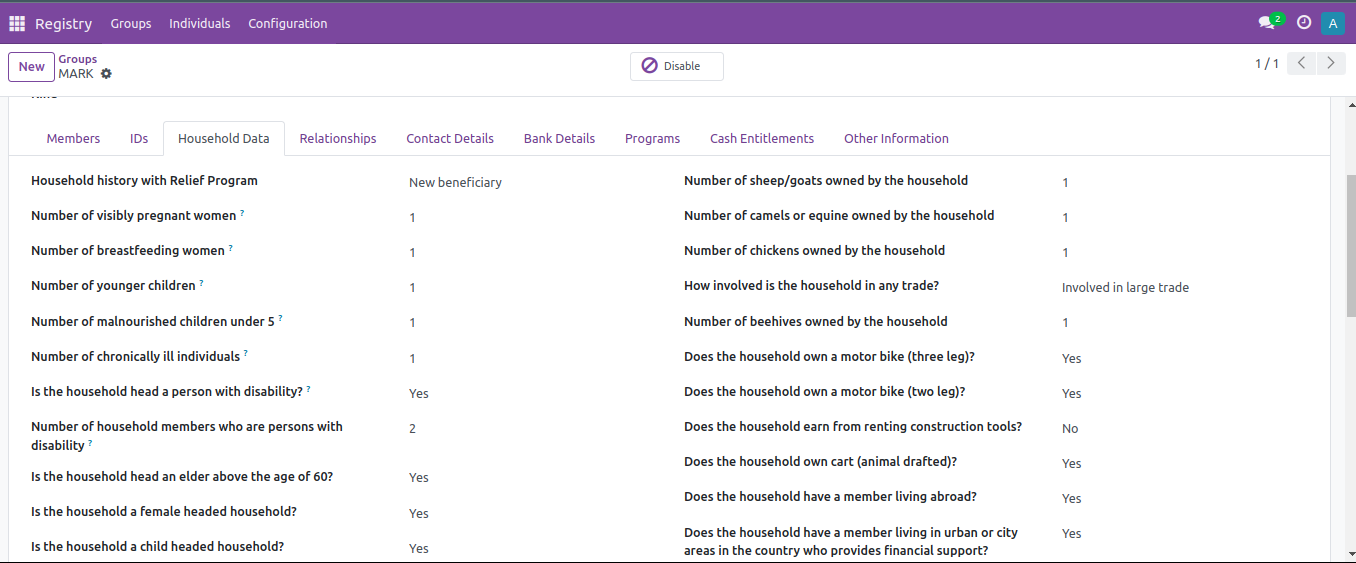 Registry Groups Individuals Configuration 2 A
New Groups
MARK Disable 1 / 1
Members IDs Household Data Relationships Contact Details Bank Details Programs Cash Entitlements Other Information
Household history with Relief Program New beneficiary
Number of visibly pregnant women ? 1
Number of breastfeeding women ? 1
Number of younger children ? 1
Number of malnourished children under 5 ? 1
Number of chronically ill individuals ? 1
Is the household head a person with disability? ? Yes
Number of household members who are persons with
disability ? 2
Is the household head an elder above the age of 60? Yes
Is the household a female headed household? Yes
Is the household a child headed household? Yes
Number of sheep/goats owned by the household 1
Number of camels or equine owned by the household 1
Number of chickens owned by the household 1
How involved is the household in any trade? Involved in large trade
Number of beehives owned by the household 1
Does the household own a motor bike (three leg)? Yes
Does the household own a motor bike (two leg)? Yes
Does the household earn from renting construction tools? No
Does the household own cart (animal drafted)? Yes
Does the household have a member living abroad? Yes
Does the household have a member living in urban or city
areas in the country who provides financial support? Yes